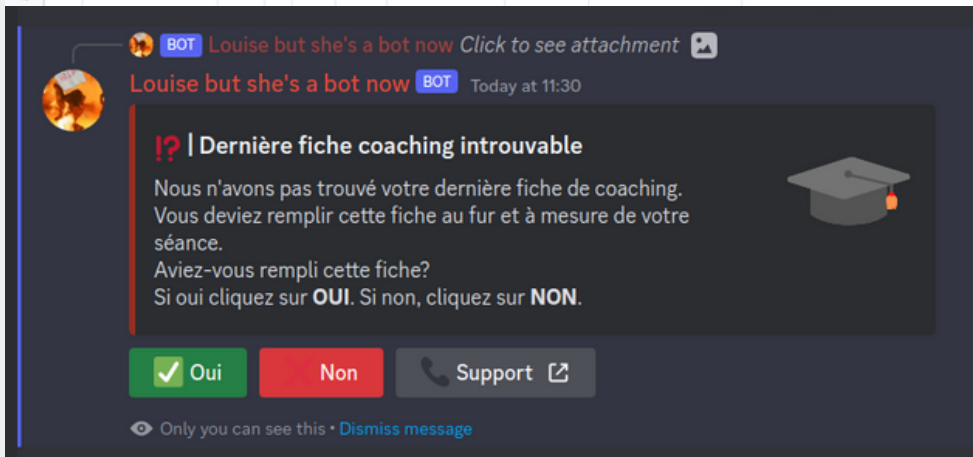 BOT Louise but she's a bot now Click to see attachment
Louise but she's a bot now BOT Today at 11:30
!? | Dernière fiche coaching introuvable
Nous n'avons pas trouvé votre dernière fiche de coaching.
Vous deviez remplir cette fiche au fur et à mesure de votre
séance.
Aviez-vous rempli cette fiche?
Si oui cliquez sur OUI. Si non, cliquez sur NON.
Oui Non Support
Only you can see this • Dismiss message